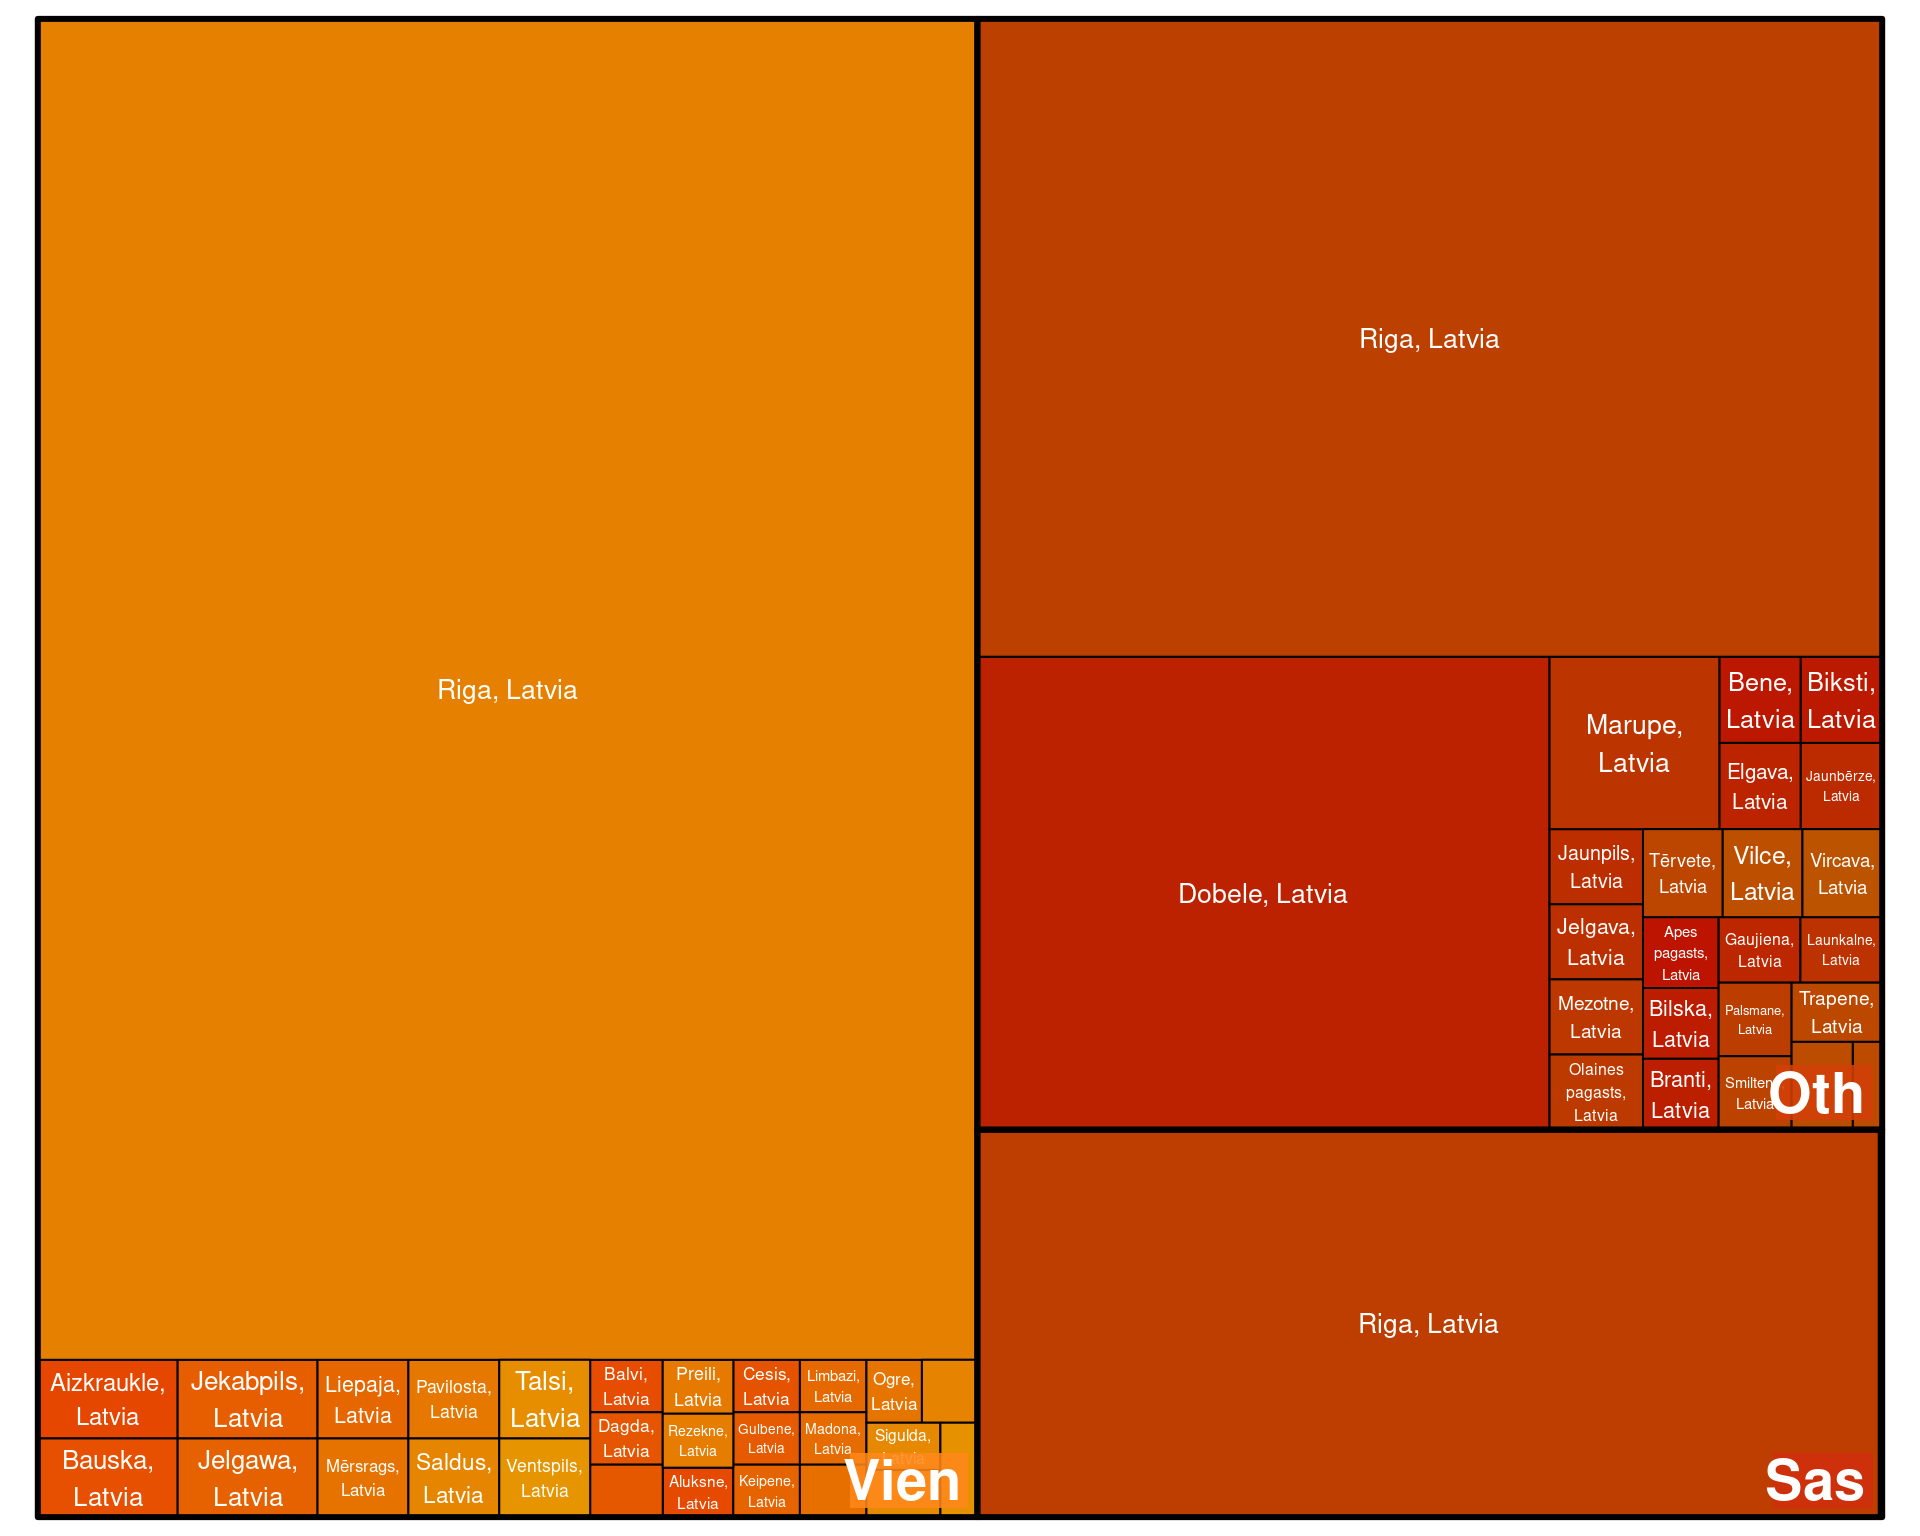 Riga, Latvia
Aizkraukle,
Latvia
Jekabpils,
Latvia
Liepaja,
Latvia
Pavilosta,
Latvia
Talsi,
Latvia
Balvi,
Latvia
Preili,
Latvia
Cesis,
Latvia
Limbazi,
Latvia
Ogre,
Latvia
Dagda,
Latvia
Rezekne,
Latvia
Gulbene,
Latvia
Madona,
Latvia
Sigulda,
Latvia
Bauska,
Latvia
Jelgawa,
Latvia
Mērsrags,
Latvia
Saldus,
Latvia
Ventspils,
Latvia
Aluksne,
Latvia
Keipene,
Latvia
Vien
Riga, Latvia
Dobele, Latvia
Marupe,
Latvia
Bene,
Latvia
Biksti,
Latvia
Elgava,
Latvia
Jaunbērze,
Latvia
Jaunpils,
Latvia
Tērvete,
Latvia
Vilce,
Latvia
Vircava,
Latvia
Jelgava,
Latvia
Apes
pagasts,
Latvia
Gaujiena,
Latvia
Launkalne,
Latvia
Mezotne,
Latvia
Bilska,
Latvia
Palsmane,
Latvia
Trapene,
Latvia
Olaines
pagasts,
Latvia
Branti,
Latvia
Smilten
Latvia
Oth
Riga, Latvia
Sas